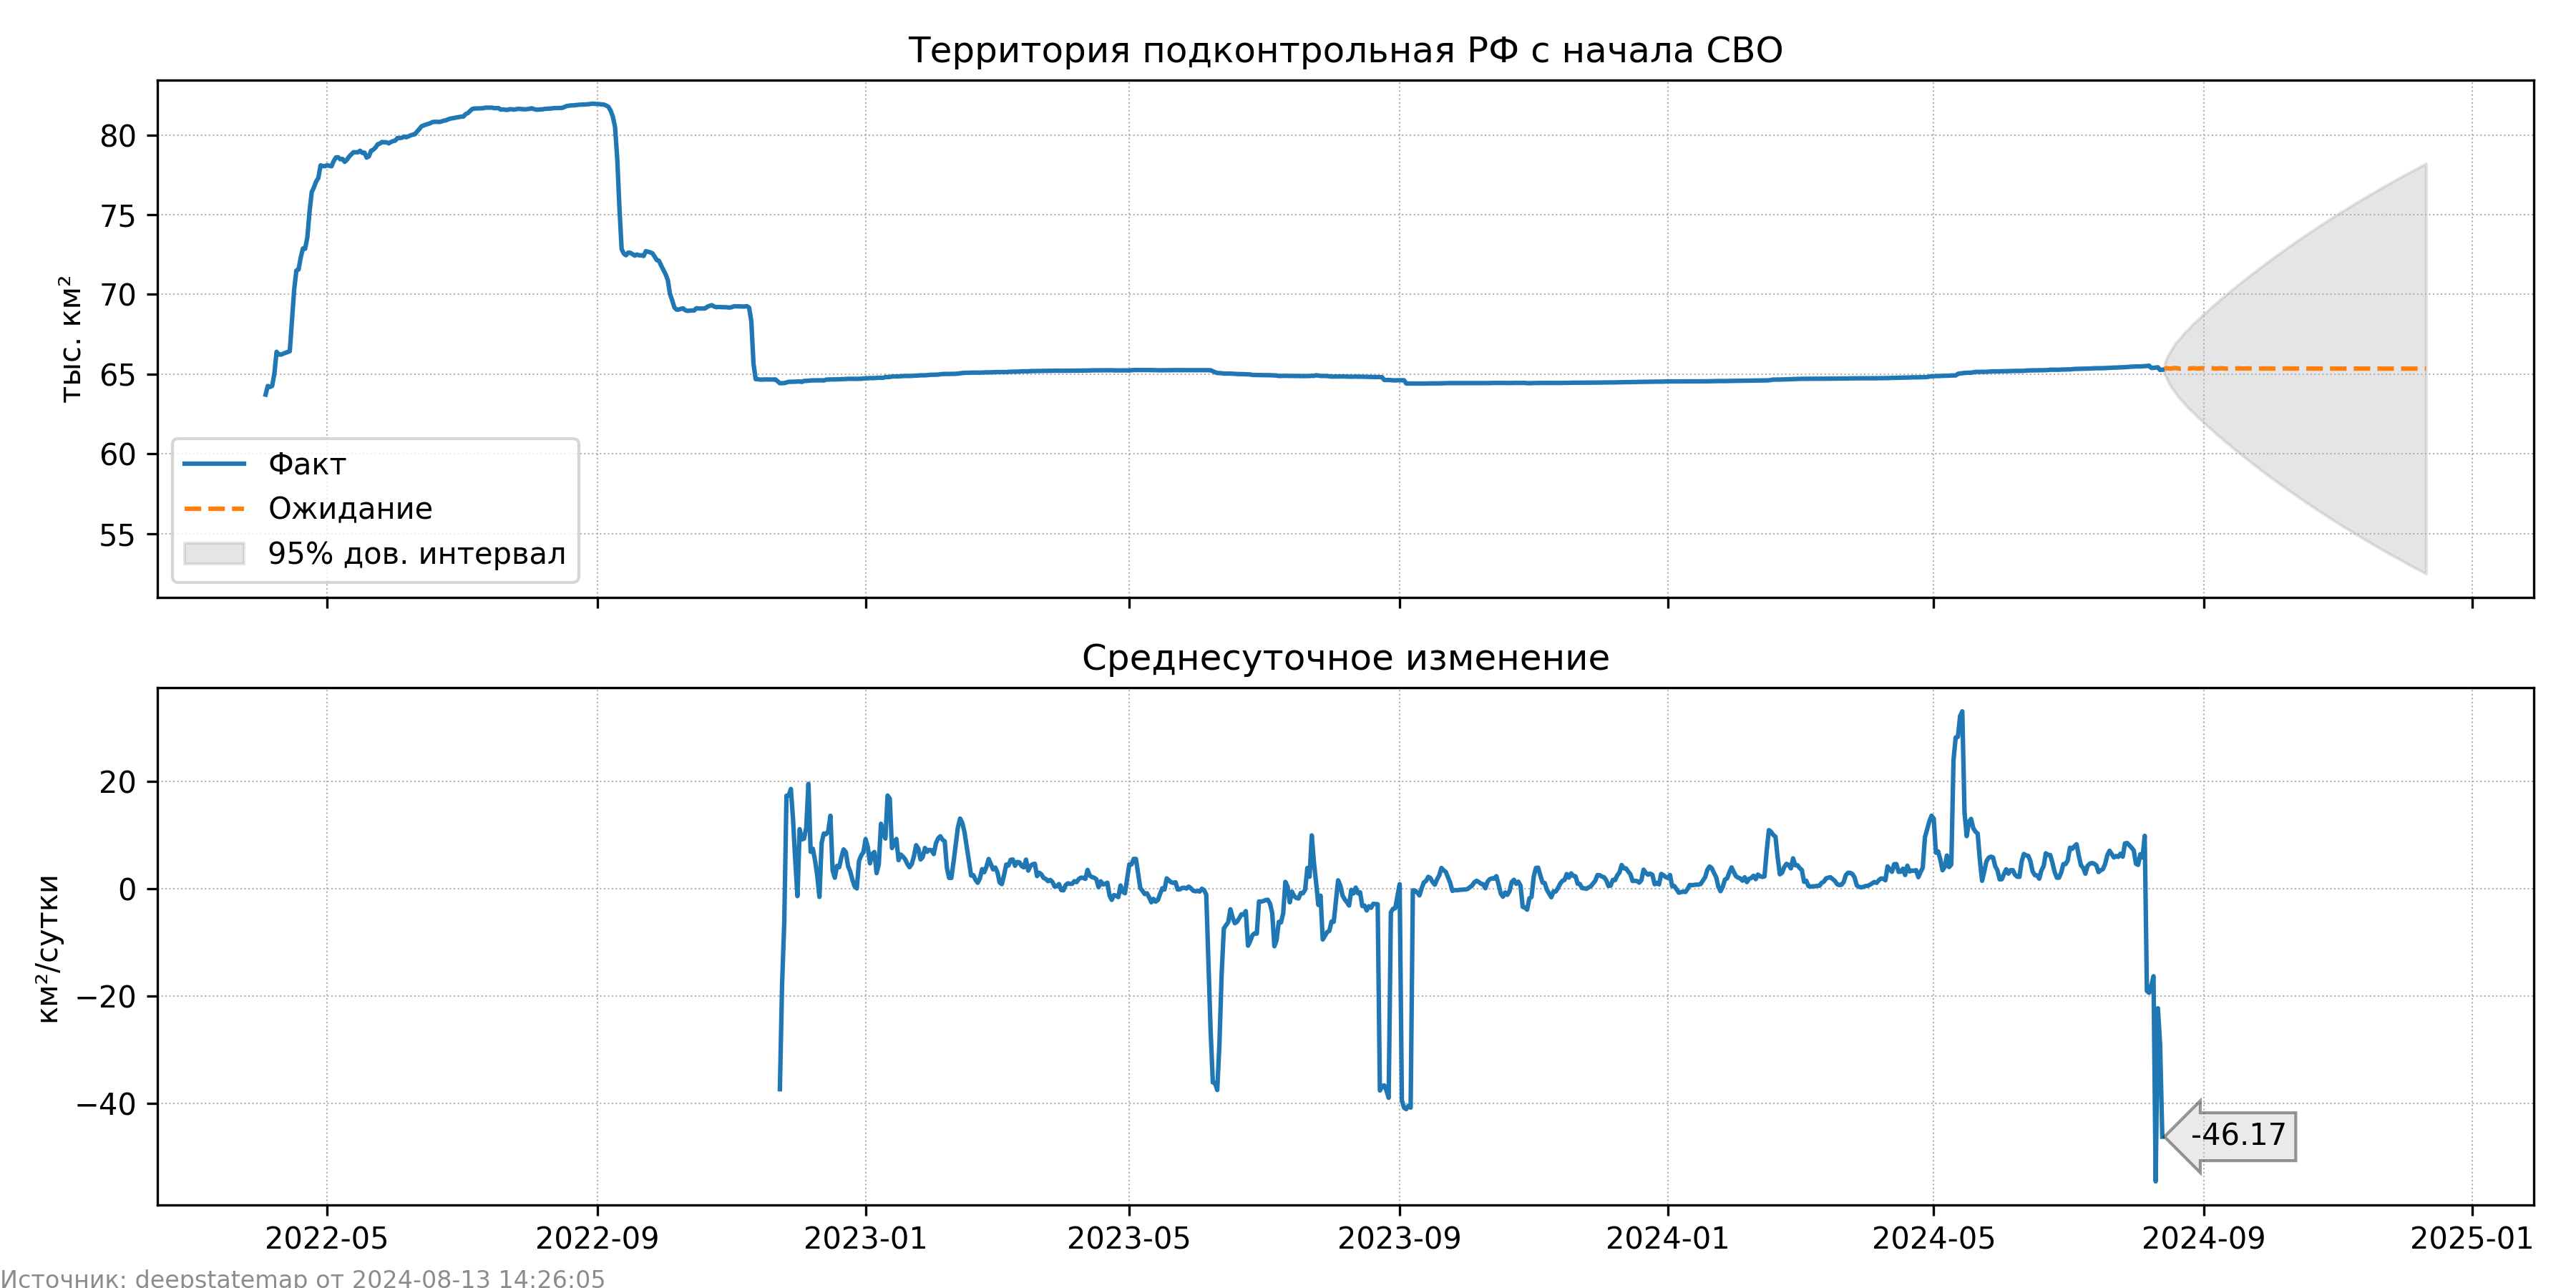 Территория подконтрольная РФ с начала СВО
тыс. км²
80
75
70
65
60
55
Факт
Ожидание
95% дов. интервал
Среднесуточное изменение
км²/сутки
20
0
−20
−40
-46.17
2022-05
2022-09
2023-01
2023-05
2023-09
2024-01
2024-05
2024-09
2025-01
Источник: deepstatemap от 2024-08-13 14:26:05